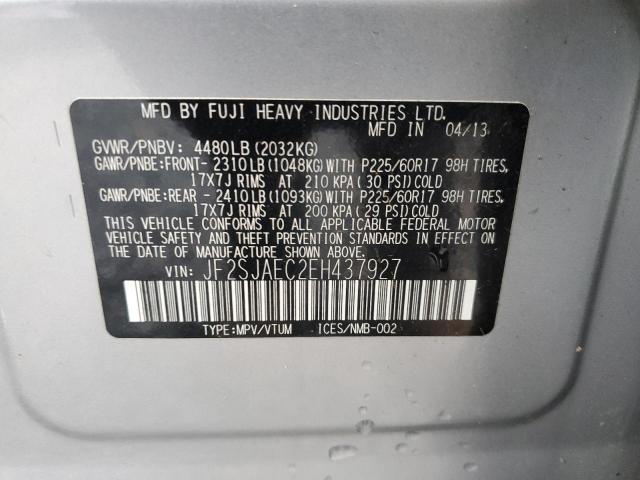 MFD BY FUJI HEAVY INDUSTRIES LTD.
MFD IN 04/13
GVWR/PNBV: 4480LB(2032KG)
GAWR/PNBE:FRONT- 2310LB(1048KG)WITH P225/60R17 98H TIRES,
17X7J RIMS AT 210 KPA(30 PSI)COLD
GAWR/PNBE:REAR - 2410LB(1093KG)WITH P225/60R17 98H TIRES,
17X7J RIMS AT 200 KPA(29 PSI)COLD
THIS VEHICLE CONFORMS TO ALL APPLICABLE FEDERAL MOTOR
VEHICLE SAFETY AND THEFT PREVENTION STANDARDS IN EFFECT ON
THE DATE OF MANUFACTURE SHOWN ABOVE.
VIN: JF2SJAEC2EH437927
TYPE:MPV/VTUM ICES/NMB-002